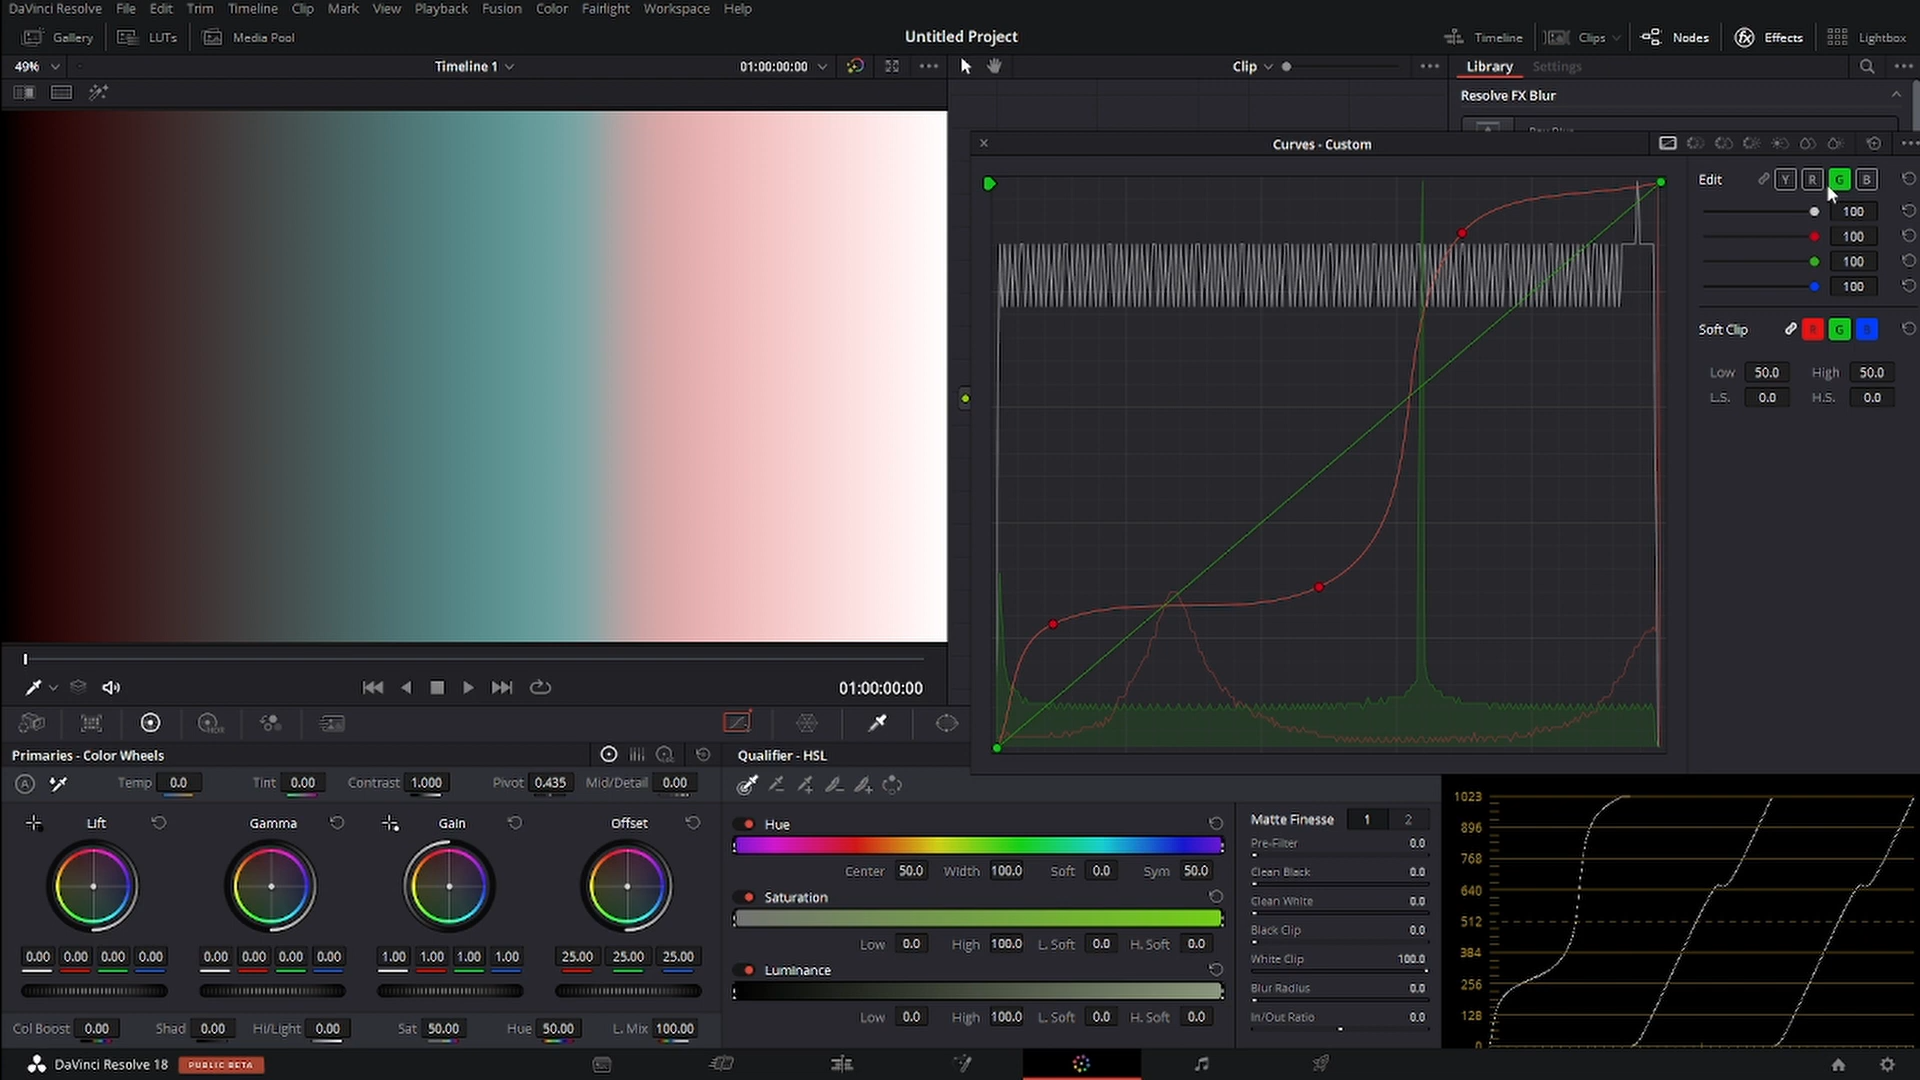 DaVinci Resolve File Edit Trim Timeline Clip Mark View Playback Fusion Color Fairlight Workspace Help
Gallery LUTs Media Pool Untitled Project Timeline Clips Nodes Effects Lightbox
49% Timeline 1 01:00:00:00 Clip Library Settings
Resolve FX Blur
Curves - Custom
Edit Y R G B
100
100
100
100
Soft Clip R G B
Low 50.0 High 50.0
L.S. 0.0 H.S. 0.0
01:00:00:00
Primaries - Color Wheels
Temp 0.0 Tint 0.00 Contrast 1.000 Pivot 0.435 Mid/Detail 0.00
Lift Gamma Gain Offset
0.00 0.00 0.00 0.00 0.00 0.00 0.00 0.00 1.00 1.00 1.00 1.00 25.00 25.00 25.00
Col Boost 0.00 Shad 0.00 Hi/Light 0.00 Sat 50.00 Hue 50.00 L. Mix 100.00
Qualifier - HSL
Hue
Center 50.0 Width 100.0 Soft 0.0 Sym 50.0
Saturation
Low 0.0 High 100.0 L. Soft 0.0 H. Soft 0.0
Luminance
Low 0.0 High 100.0 L. Soft 0.0 H. Soft 0.0
Matte Finesse 1 2
Pre-Filter 0.0
Clean Black 0.0
Clean White 0.0
Black Clip 0.0
White Clip 100.0
Blur Radius 0.0
In/Out Ratio 0.0
1023
896
768
640
512
384
256
128
0
DaVinci Resolve 18 PUBLIC BETA